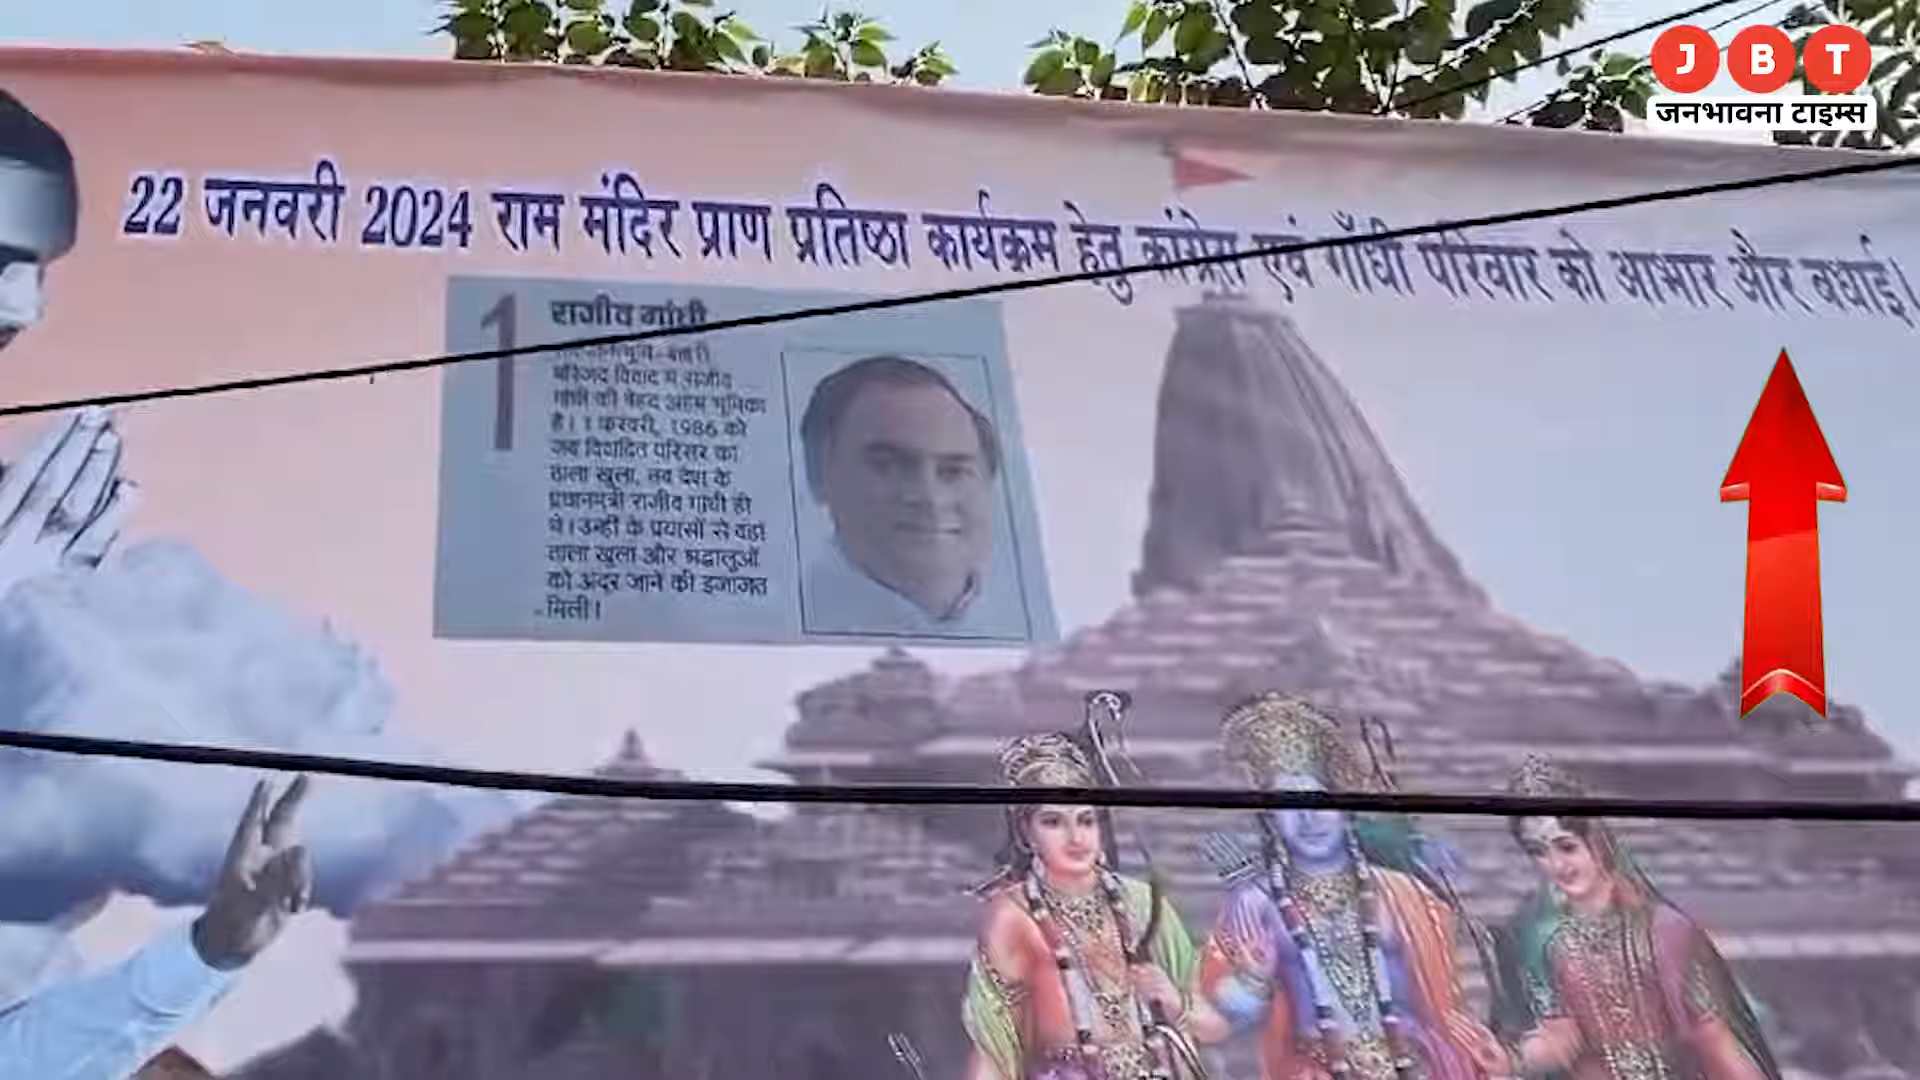 J B T
जनभावना टाइम्स
22 जनवरी 2024 राम मंदिर प्राण प्रतिष्ठा कार्यक्रम हेतु कांग्रेस एवं गाँधी परिवार को आभार और बधाई।
1
राजीव गांधी
मस्जिद विवाद में राजीव
गांधी की बेहद अहम भूमिका
है। 1 फरवरी, 1986 को
जब विवादित परिसर का
ताला खुला, तब देश के
प्रधानमंत्री राजीव गांधी ही
थे। उन्हीं के प्रयासों से वहां
ताला खुला और श्रद्धालुओं
को अंदर जाने की इजाजत
मिली।